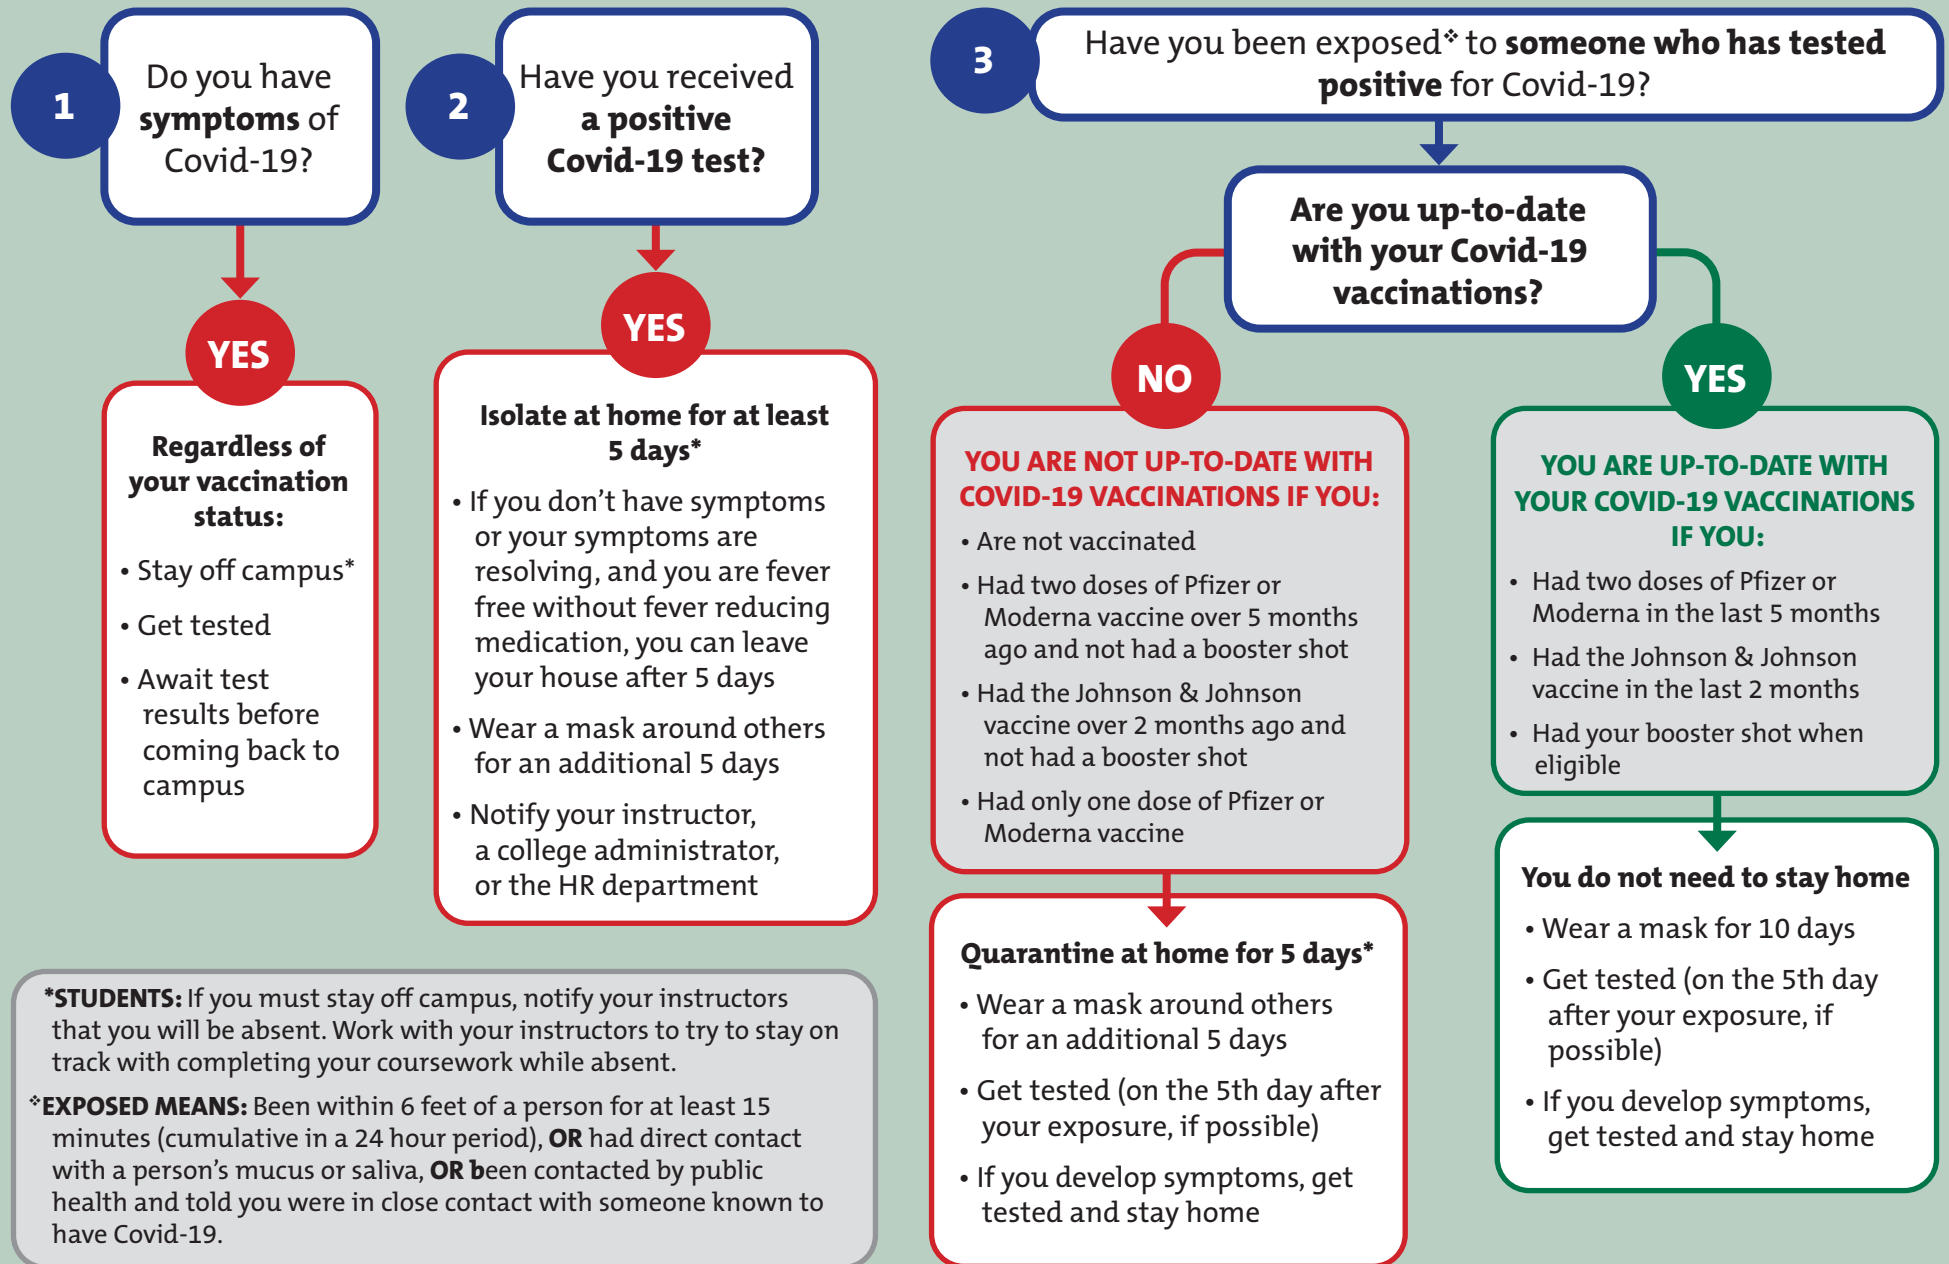 1
Do you have
symptoms of
Covid-19?
YES
Regardless of
your vaccination
status:
• Stay off campus*
• Get tested
• Await test
results before
coming back to
campus
2
Have you received
a positive
Covid-19 test?
YES
Isolate at home for at least
5 days*
• If you don’t have symptoms
or your symptoms are
resolving, and you are fever
free without fever reducing
medication, you can leave
your house after 5 days
• Wear a mask around others
for an additional 5 days
• Notify your instructor,
a college administrator,
or the HR department
3
Have you been exposed❖ to someone who has tested
positive for Covid-19?
Are you up-to-date
with your Covid-19
vaccinations?
NO
YOU ARE NOT UP-TO-DATE WITH
COVID-19 VACCINATIONS IF YOU:
• Are not vaccinated
• Had two doses of Pfizer or
Moderna vaccine over 5 months
ago and not had a booster shot
• Had the Johnson & Johnson
vaccine over 2 months ago and
not had a booster shot
• Had only one dose of Pfizer or
Moderna vaccine
Quarantine at home for 5 days*
• Wear a mask around others
for an additional 5 days
• Get tested (on the 5th day after
your exposure, if possible)
• If you develop symptoms, get
tested and stay home
YES
YOU ARE UP-TO-DATE WITH
YOUR COVID-19 VACCINATIONS
IF YOU:
• Had two doses of Pfizer or
Moderna in the last 5 months
• Had the Johnson & Johnson
vaccine in the last 2 months
• Had your booster shot when
eligible
You do not need to stay home
• Wear a mask for 10 days
• Get tested (on the 5th day
after your exposure, if
possible)
• If you develop symptoms,
get tested and stay home
*STUDENTS: If you must stay off campus, notify your instructors
that you will be absent. Work with your instructors to try to stay on
track with completing your coursework while absent.
❖EXPOSED MEANS: Been within 6 feet of a person for at least 15
minutes (cumulative in a 24 hour period), OR had direct contact
with a person’s mucus or saliva, OR been contacted by public
health and told you were in close contact with someone known to
have Covid-19.